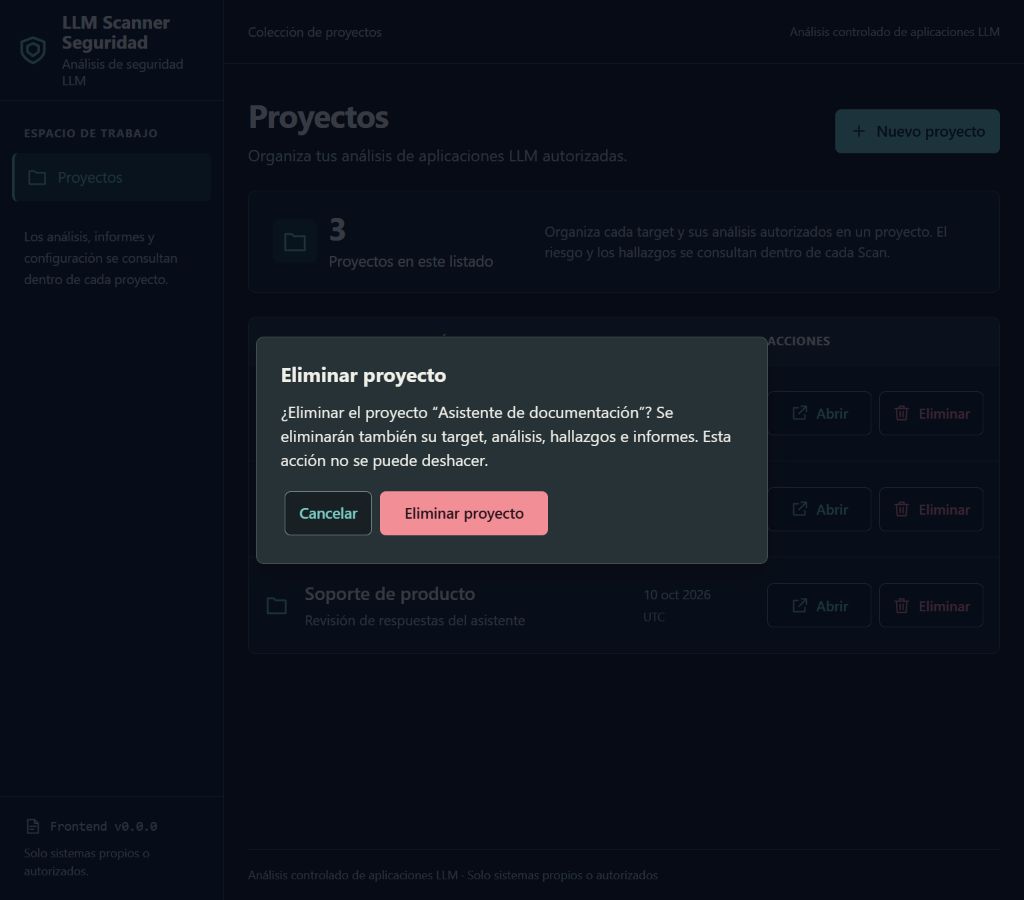 LLM Scanner
Seguridad
Análisis de seguridad
LLM
ESPACIO DE TRABAJO
Proyectos
Los análisis, informes y
configuración se consultan
dentro de cada proyecto.
Frontend v0.0.0
Solo sistemas propios o
autorizados.
Colección de proyectos
Análisis controlado de aplicaciones LLM
Proyectos
Organiza tus análisis de aplicaciones LLM autorizadas.
+ Nuevo proyecto
3
Proyectos en este listado
Organiza cada target y sus análisis autorizados en un proyecto. El
riesgo y los hallazgos se consultan dentro de cada Scan.
ACCIONES
Abrir
Eliminar
Eliminar proyecto
¿Eliminar el proyecto “Asistente de documentación”? Se
eliminarán también su target, análisis, hallazgos e informes. Esta
acción no se puede deshacer.
Cancelar
Eliminar proyecto
Abrir
Eliminar
Soporte de producto
Revisión de respuestas del asistente
10 oct 2026
UTC
Abrir
Eliminar
Análisis controlado de aplicaciones LLM · Solo sistemas propios o autorizados